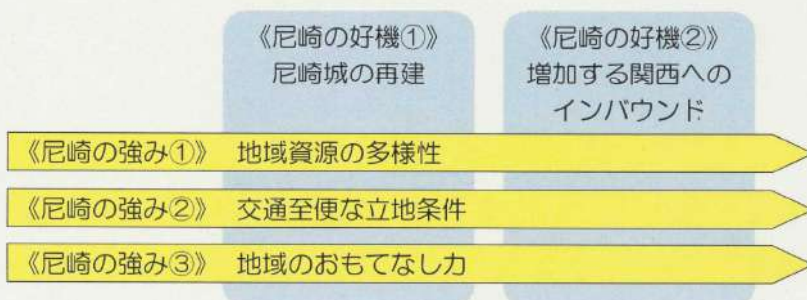 《尼崎の好機①》
尼崎城の再建
《尼崎の好機②》
増加する関西への
インバウンド
《尼崎の強み①》 地域資源の多様性
《尼崎の強み②》 交通至便な立地条件
《尼崎の強み③》 地域のおもてなし力